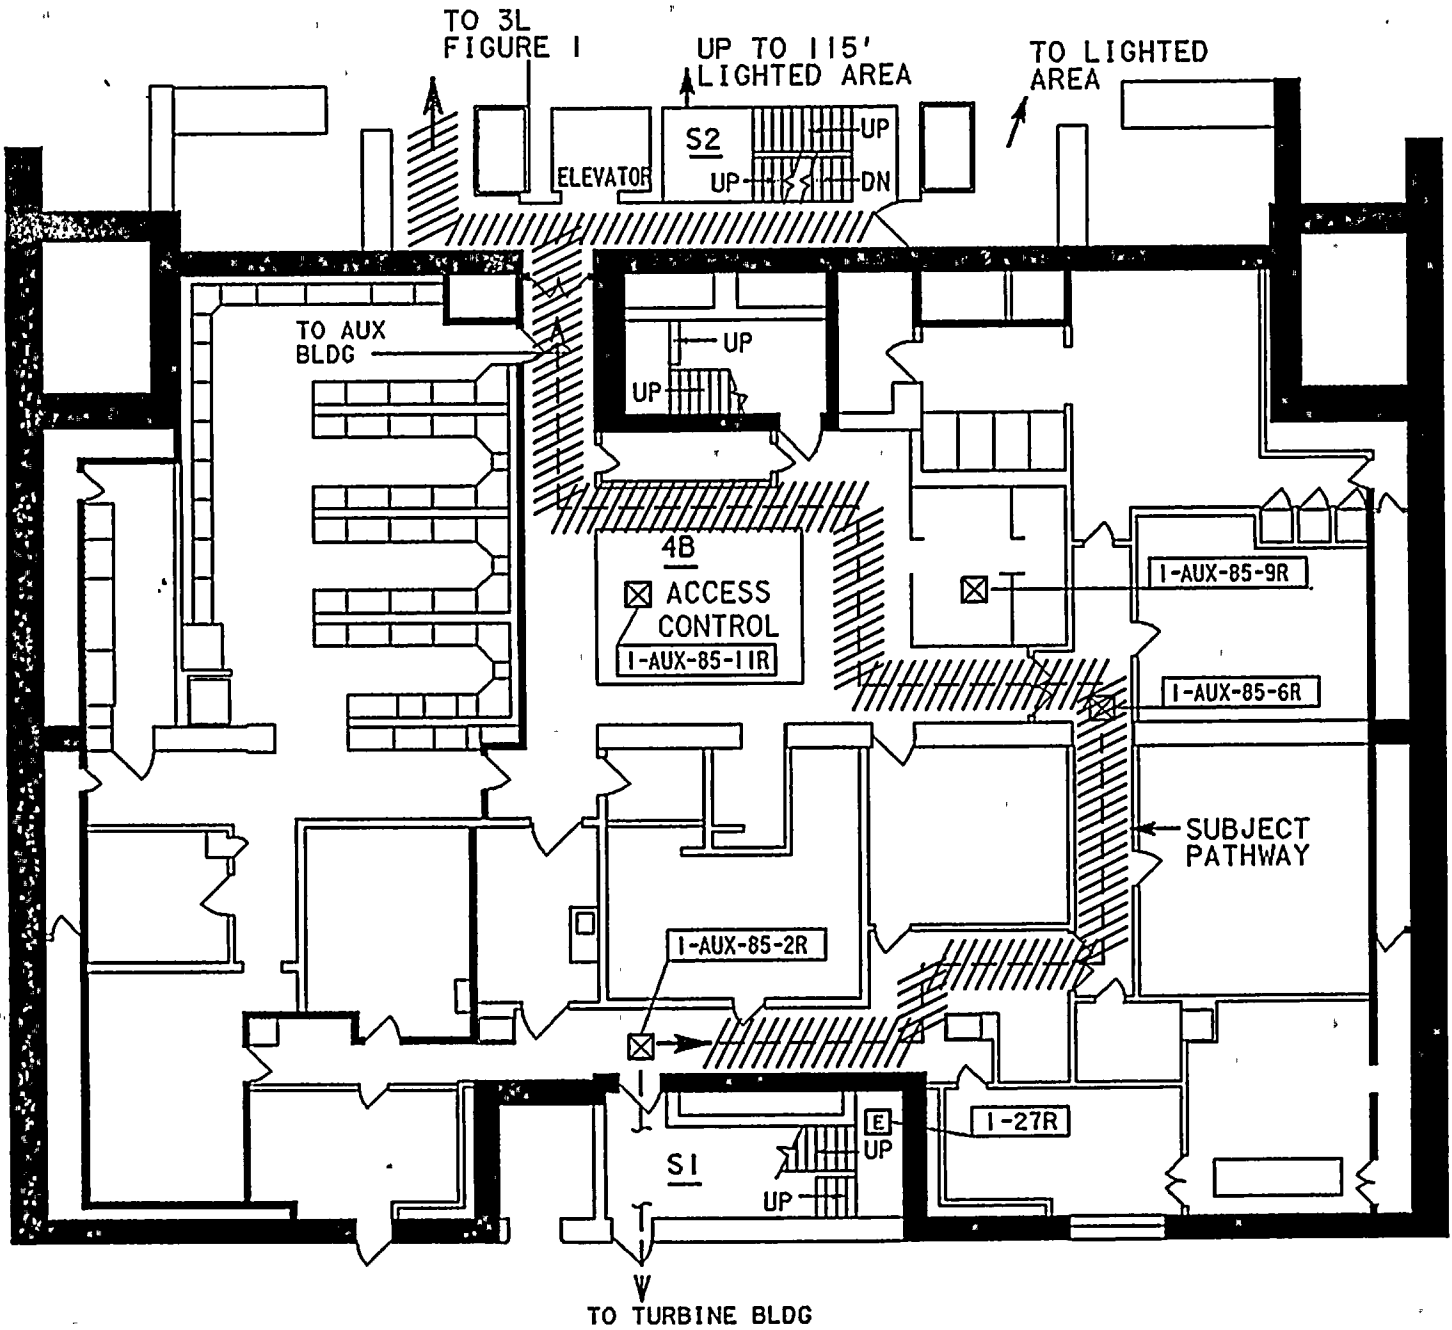 TO 3L
FIGURE 1
UP TO 115'
LIGHTED AREA
TO LIGHTED
AREA
S2
UP
ELEVATOR
UP
DN
TO AUX
BLDG
UP
UP
4B
ACCESS
CONTROL
1-AUX-85-11R
1-AUX-85-9R
1-AUX-85-6R
SUBJECT
PATHWAY
1-AUX-85-2R
E
1-27R
UP
S1
UP
TO TURBINE BLDG